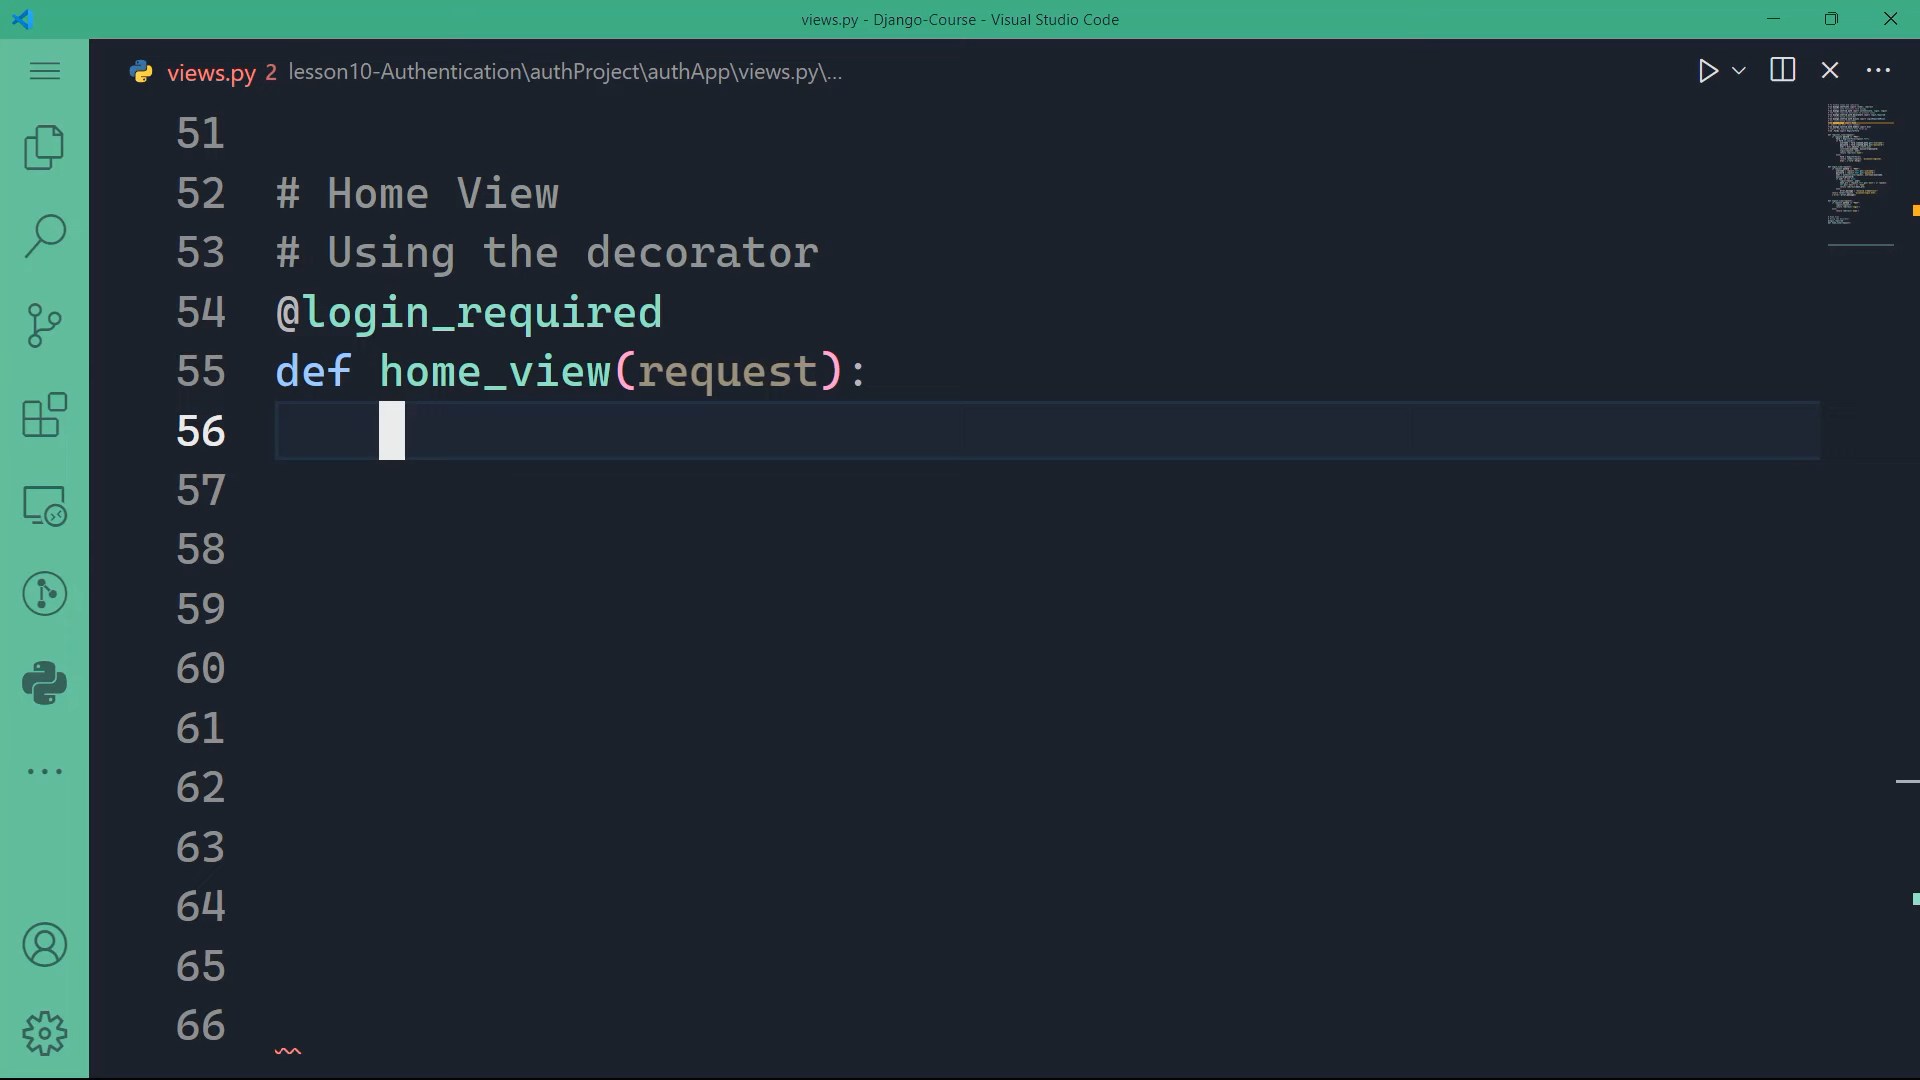 views.py - Django-Course - Visual Studio Code
views.py 2 lesson10-Authentication\authProject\authApp\views.py\...
51
52 # Home View
53 # Using the decorator
54 @login_required
55 def home_view(request):
56
57
58
59
60
61
62
63
64
65
66